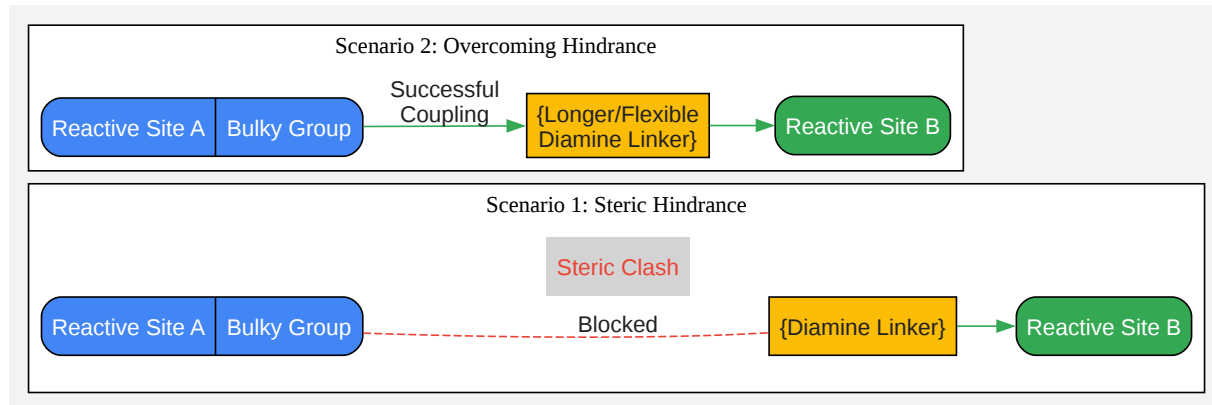 Scenario 2: Overcoming Hindrance
Reactive Site A
Bulky Group
Successful
Coupling
{Longer/Flexible
Diamine Linker}
Reactive Site B
Scenario 1: Steric Hindrance
Steric Clash
Reactive Site A
Bulky Group
Blocked
{Diamine Linker}
Reactive Site B